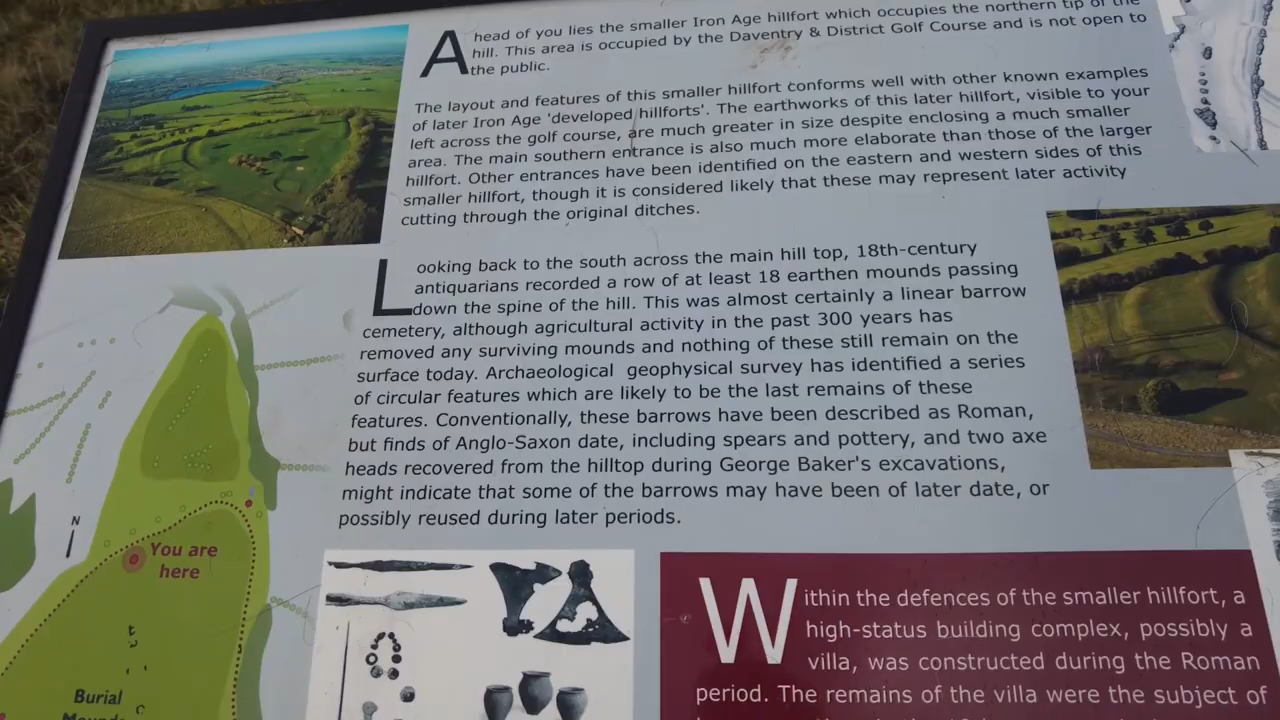 Ahead of you lies the smaller Iron Age hillfort which occupies the northern tip of the
hill. This area is occupied by the Daventry & District Golf Course and is not open to
the public.
The layout and features of this smaller hillfort conforms well with other known examples
of later Iron Age 'developed hillforts'. The earthworks of this later hillfort, visible to your
left across the golf course, are much greater in size despite enclosing a much smaller
area. The main southern entrance is also much more elaborate than those of the larger
hillfort. Other entrances have been identified on the eastern and western sides of this
smaller hillfort, though it is considered likely that these may represent later activity
cutting through the original ditches.
Looking back to the south across the main hill top, 18th-century
antiquarians recorded a row of at least 18 earthen mounds passing
down the spine of the hill. This was almost certainly a linear barrow
cemetery, although agricultural activity in the past 300 years has
removed any surviving mounds and nothing of these still remain on the
surface today. Archaeological geophysical survey has identified a series
of circular features which are likely to be the last remains of these
features. Conventionally, these barrows have been described as Roman,
but finds of Anglo-Saxon date, including spears and pottery, and two axe
heads recovered from the hilltop during George Baker's excavations,
might indicate that some of the barrows may have been of later date, or
possibly reused during later periods.
N
You are
here
Burial
Mounds
Within the defences of the smaller hillfort, a
high-status building complex, possibly a
villa, was constructed during the Roman
period. The remains of the villa were the subject of